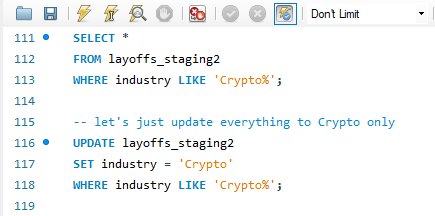 Don't Limit
111 SELECT *
112 FROM layoffs_staging2
113 WHERE industry LIKE 'Crypto%';
114
115 -- let's just update everything to Crypto only
116 UPDATE layoffs_staging2
117 SET industry = 'Crypto'
118 WHERE industry LIKE 'Crypto%';
119